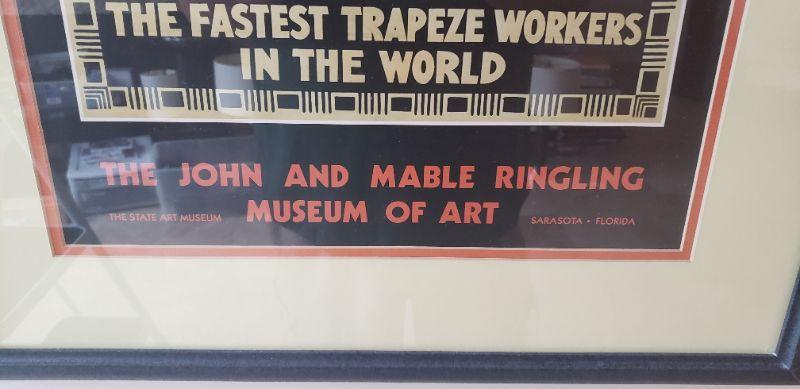 THE FASTEST TRAPEZE WORKERS
IN THE WORLD
THE JOHN AND MABLE RINGLING
THE STATE ART MUSEUM MUSEUM OF ART SARASOTA • FLORIDA